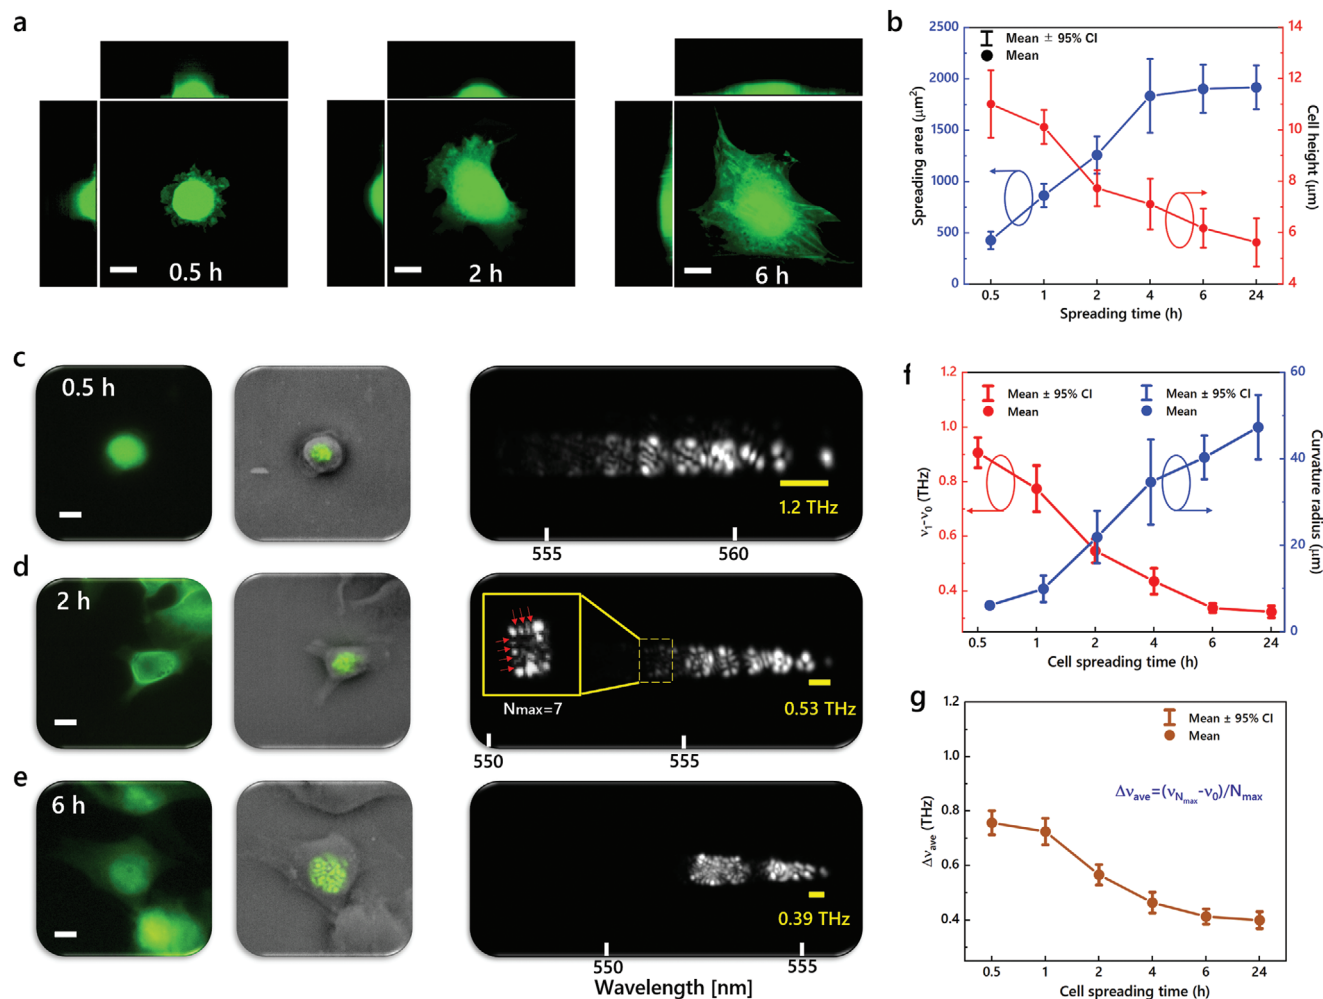 a
0.5 h
2 h
6 h
b
Mean ± 95% CI
Mean
2500
2000
1500
1000
500
0
Spreading area (μm²)
14
12
10
8
6
4
Cell height (μm)
0.5 1 2 4 6 24
Spreading time (h)
c
0.5 h
1.2 THz
555 560
d
2 h
Nmax=7
0.53 THz
550 555
e
6 h
0.39 THz
550 555
Wavelength [nm]
f
Mean ± 95% CI
Mean
Mean ± 95% CI
Mean
1.2
1.0
0.8
0.6
0.4
ν₁-ν₀ (THz)
60
40
20
0
Curvature radius (μm)
0.5 1 2 4 6 24
Cell spreading time (h)
g
Mean ± 95% CI
Mean
Δνave=(νNmax-ν₀)/Nmax
1.2
1.0
0.8
0.6
0.4
Δνave (THz)
0.5 1 2 4 6 24
Cell spreading time (h)